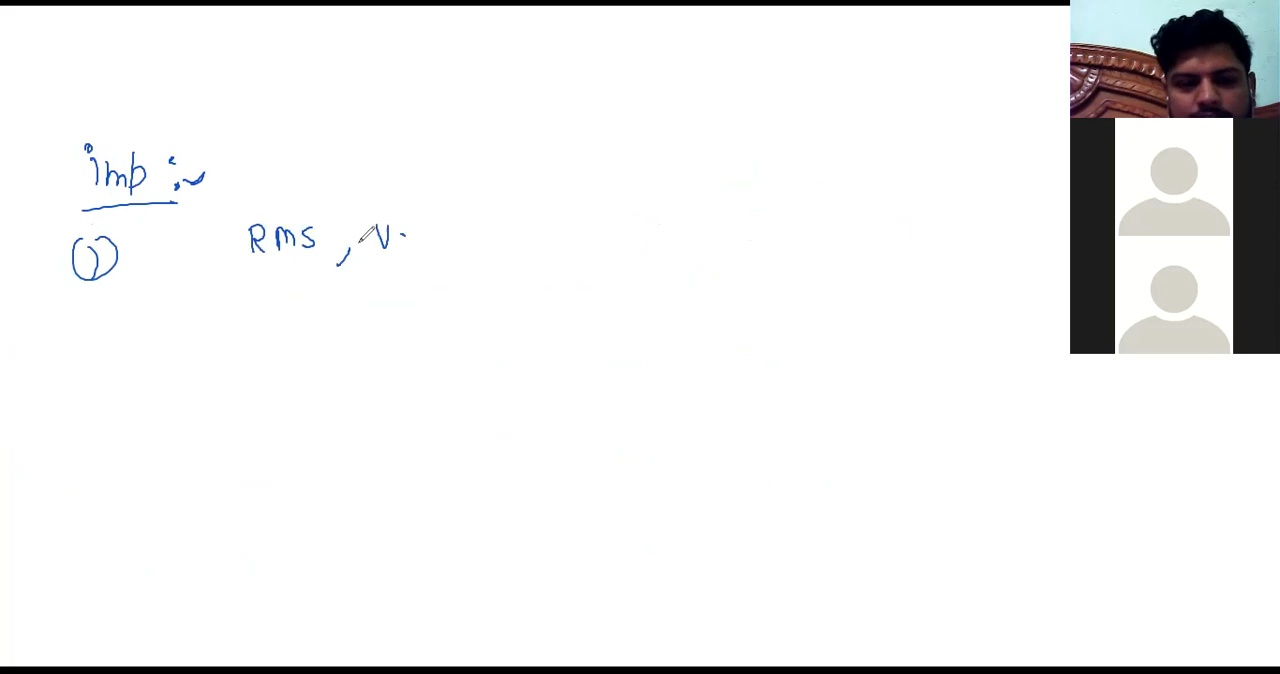 imp :~
① RMS , V.